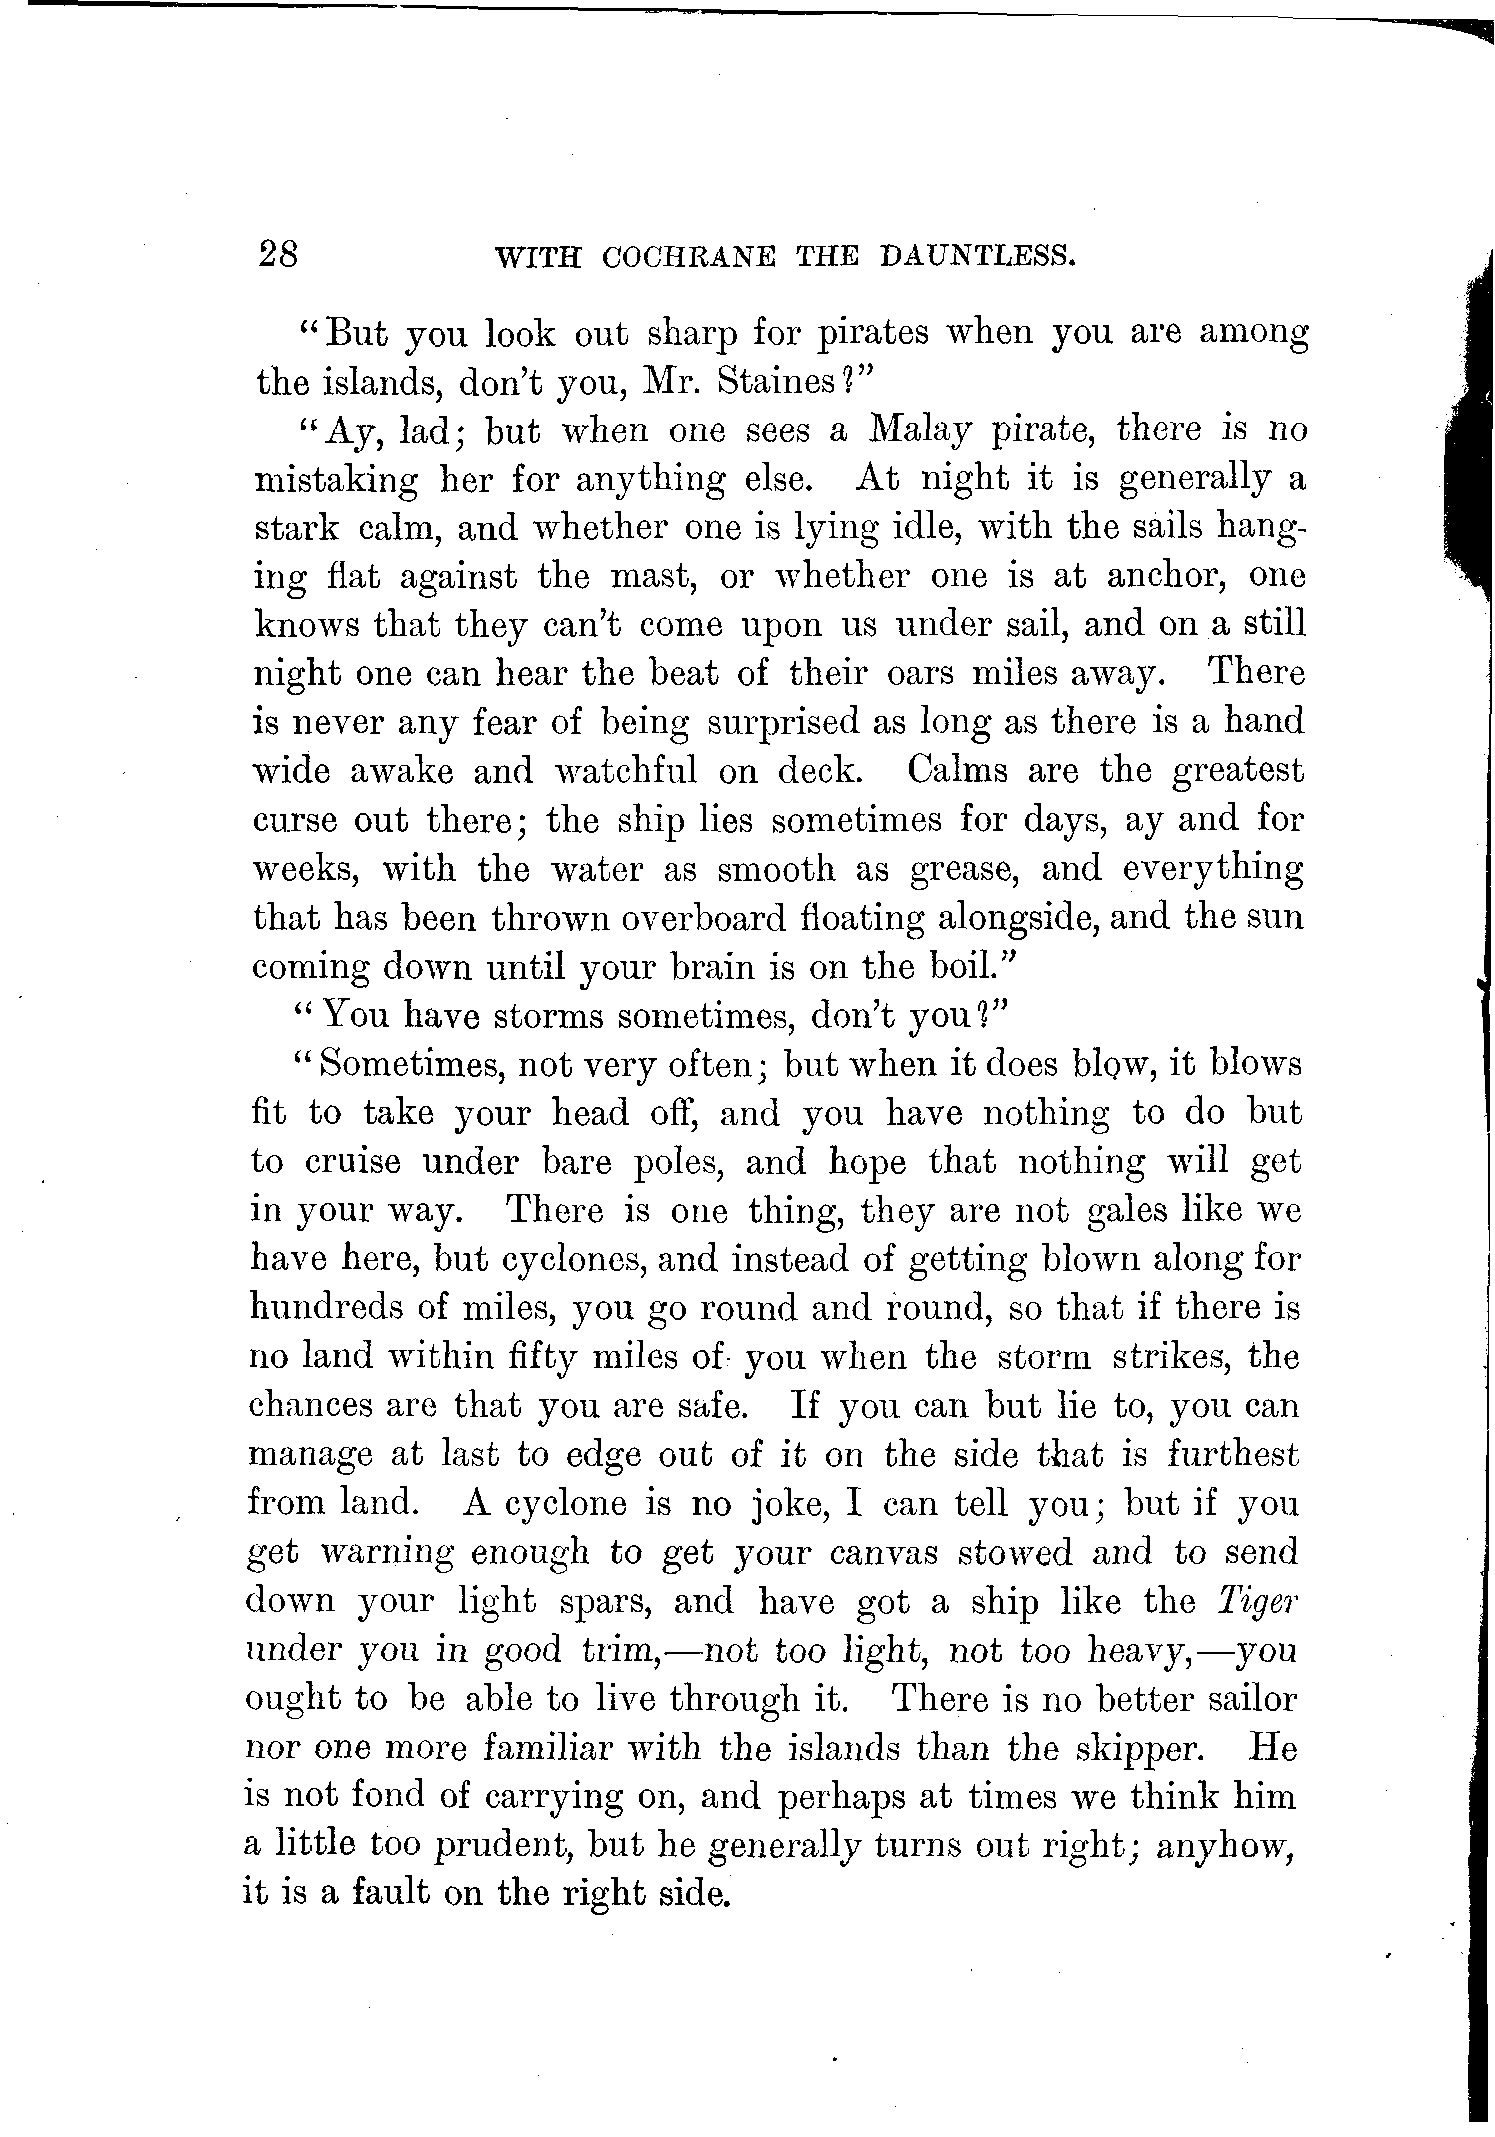 28 WITH COCHRANE THE DAUNTLESS.
"But you look out sharp for pirates when you are among
the islands, don't you, Mr. Staines?"
"Ay, lad; but when one sees a Malay pirate, there is no
mistaking her for anything else. At night it is generally a
stark calm, and whether one is lying idle, with the sails hang-
ing flat against the mast, or whether one is at anchor, one
knows that they can't come upon us under sail, and on a still
night one can hear the beat of their oars miles away. There
is never any fear of being surprised as long as there is a hand
wide awake and watchful on deck. Calms are the greatest
curse out there; the ship lies sometimes for days, ay and for
weeks, with the water as smooth as grease, and everything
that has been thrown overboard floating alongside, and the sun
coming down until your brain is on the boil."
"You have storms sometimes, don't you?"
"Sometimes, not very often; but when it does blow, it blows
fit to take your head off, and you have nothing to do but
to cruise under bare poles, and hope that nothing will get
in your way. There is one thing, they are not gales like we
have here, but cyclones, and instead of getting blown along for
hundreds of miles, you go round and round, so that if there is
no land within fifty miles of you when the storm strikes, the
chances are that you are safe. If you can but lie to, you can
manage at last to edge out of it on the side that is furthest
from land. A cyclone is no joke, I can tell you; but if you
get warning enough to get your canvas stowed and to send
down your light spars, and have got a ship like the Tiger
under you in good trim,—not too light, not too heavy,—you
ought to be able to live through it. There is no better sailor
nor one more familiar with the islands than the skipper. He
is not fond of carrying on, and perhaps at times we think him
a little too prudent, but he generally turns out right; anyhow,
it is a fault on the right side.